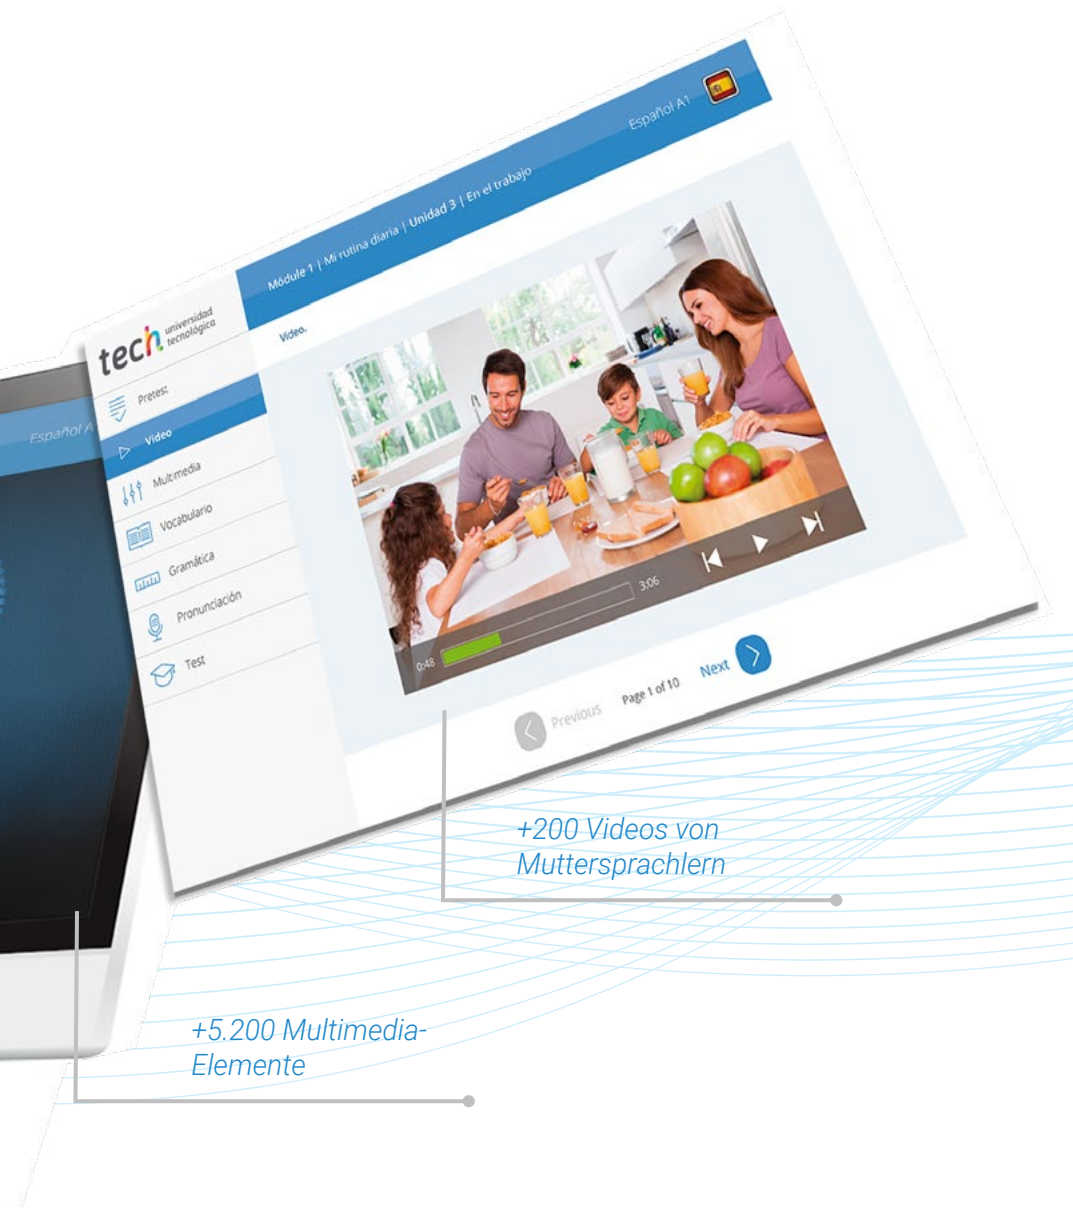 Español A1
Módule 1 | Mi rutina diaria | Unidad 3 | En el trabajo
tech universidad
tecnológica
Video.
Pretest
Video
Multimedia
Vocabulario
Gramática
Pronunciación
Test
Español A
0:48
3:06
Previous
Page 1 of 10
Next
+200 Videos von
Muttersprachlern
+5.200 Multimedia-
Elemente